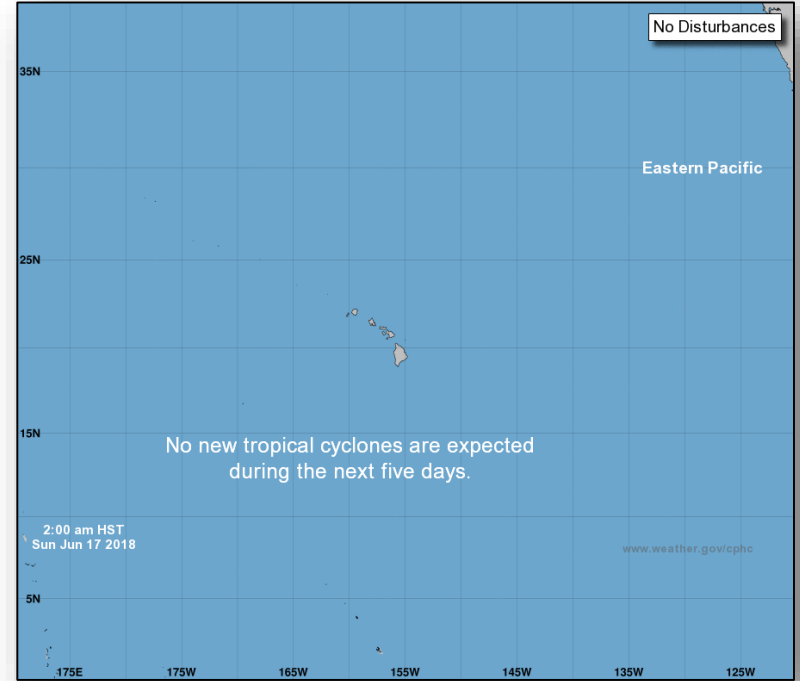 No Disturbances
35N
Eastern Pacific
25N
15N
No new tropical cyclones are expected
during the next five days.
2:00 am HST
Sun Jun 17 2018
www.weather.gov/cphc
5N
175E 175W 165W 155W 145W 135W 125W